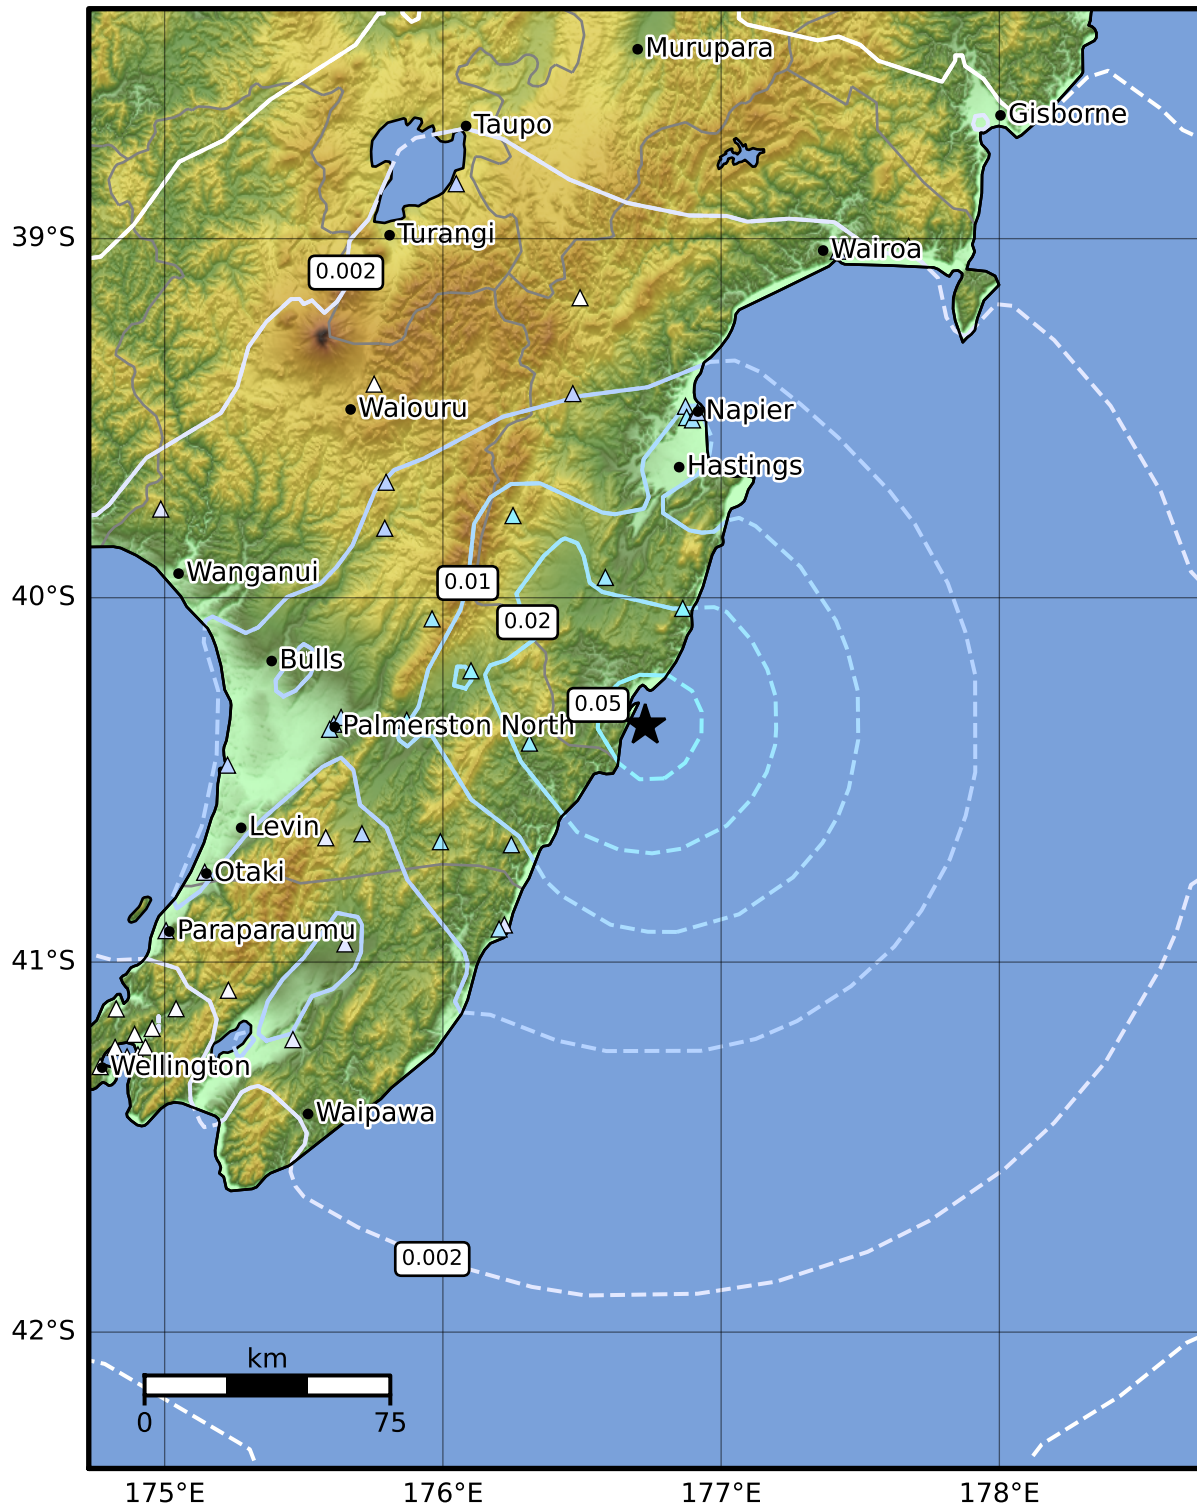 Murupara
Gisborne
Taupo
39°S
Turangi
Wairoa
0.002
Waiouru
Napier
Hastings
Wanganui
0.01
40°S
0.02
Bulls
0.05
Palmerston North
Levin
Otaki
Paraparaumu
41°S
Wellington
Waipawa
0.002
42°S
km
0
75
175°E
176°E
177°E
178°E